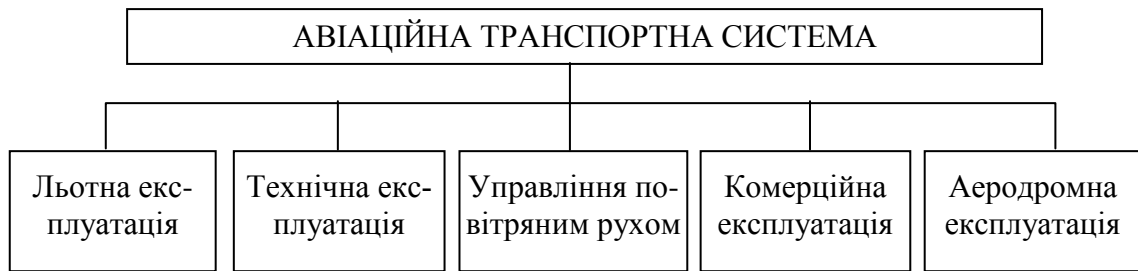 АВІАЦІЙНА ТРАНСПОРТНА СИСТЕМА
Льотна екс-
плуатація
Технічна екс-
плуатація
Управління по-
вітряним рухом
Комерційна
експлуатація
Аеродромна
експлуатація